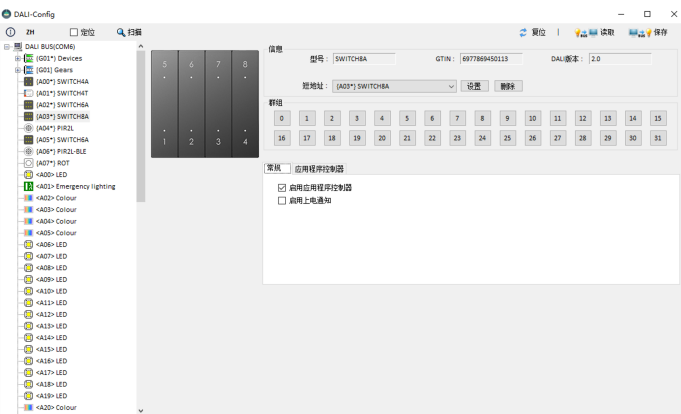 DALI-Config
ZH 定位 扫描 复位 读取 保存
DALI BUS(COM6)
(G01*) Devices
(G01) Gears
(A00*) SWITCH4A
(A01*) SWITCH4T
(A02*) SWITCH6A
(A03*) SWITCH8A
(A04*) PIR2L
(A05*) SWITCH6A
(A06*) PIR2L-BLE
(A07*) ROT
<A00> LED
<A01> Emergency lighting
<A02> Colour
<A03> Colour
<A04> Colour
<A05> Colour
<A06> LED
<A07> LED
<A08> LED
<A09> LED
<A10> LED
<A11> LED
<A12> LED
<A13> LED
<A14> LED
<A15> LED
<A16> LED
<A17> LED
<A18> LED
<A19> LED
<A20> Colour
5 6 7 8
1 2 3 4
信息
型号： SWITCH8A GTIN： 6977869450113 DALI版本： 2.0
短地址： (A03*) SWITCH8A 设置 删除
群组
0 1 2 3 4 5 6 7 8 9 10 11 12 13 14 15
16 17 18 19 20 21 22 23 24 25 26 27 28 29 30 31
常规 应用程序控制器
启用应用程序控制器
启用上电通知